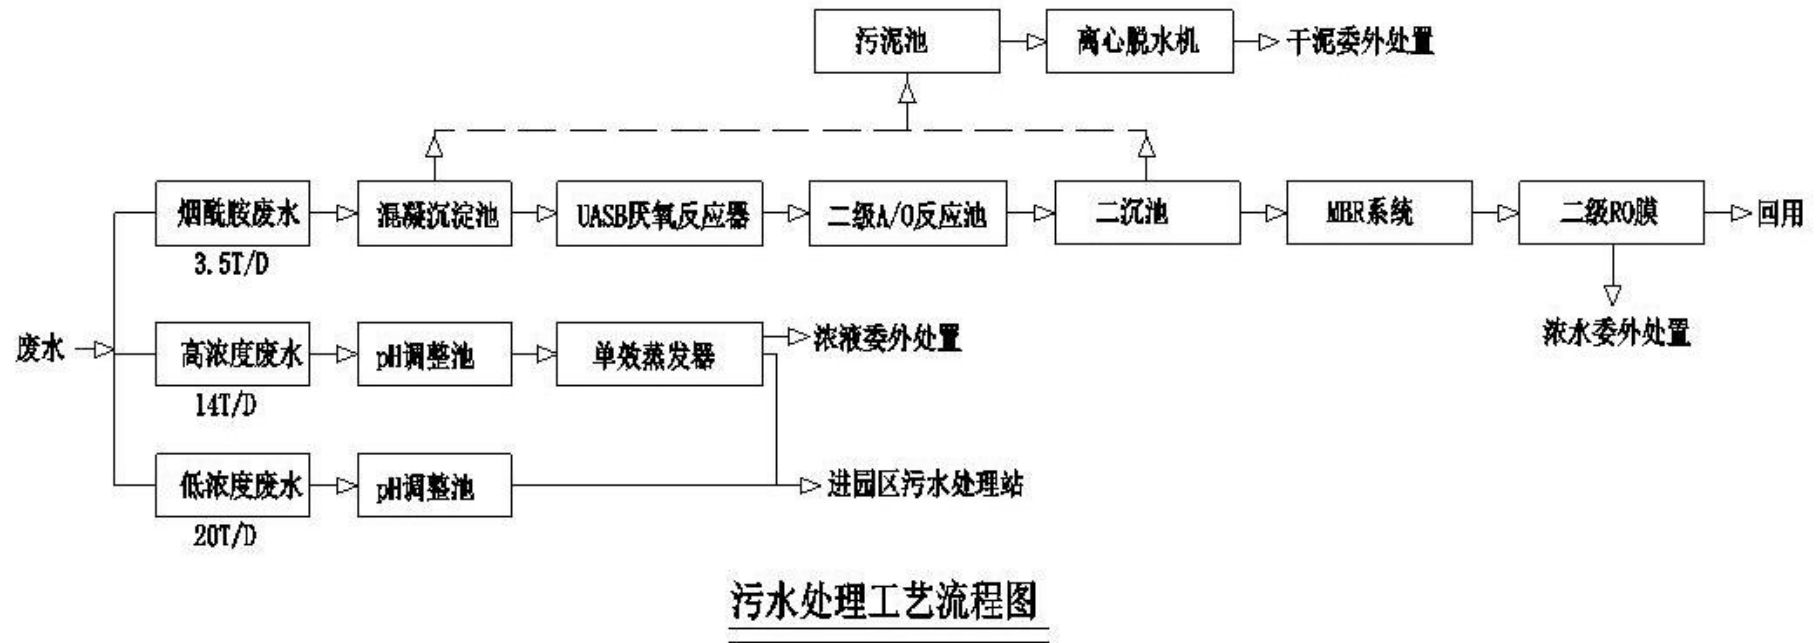 污泥池
离心脱水机
干泥委外处置
烟酰胺废水
混凝沉淀池
UASB厌氧反应器
二级A/O反应池
二沉池
MBR系统
二级RO膜
回用
3.5T/D
废水
高浓度废水
pH调整池
单效蒸发器
浓液委外处置
浓水委外处置
14T/D
低浓度废水
pH调整池
进园区污水处理站
20T/D
污水处理工艺流程图